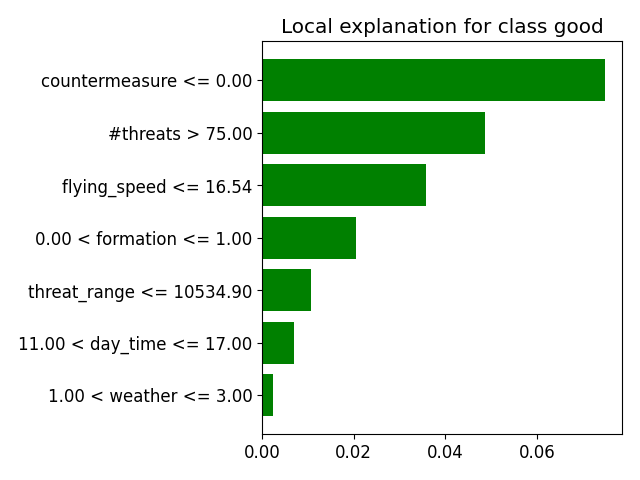 Local explanation for class good
countermeasure <= 0.00
#threats > 75.00
flying_speed <= 16.54
0.00 < formation <= 1.00
threat_range <= 10534.90
11.00 < day_time <= 17.00
1.00 < weather <= 3.00
0.00 0.02 0.04 0.06